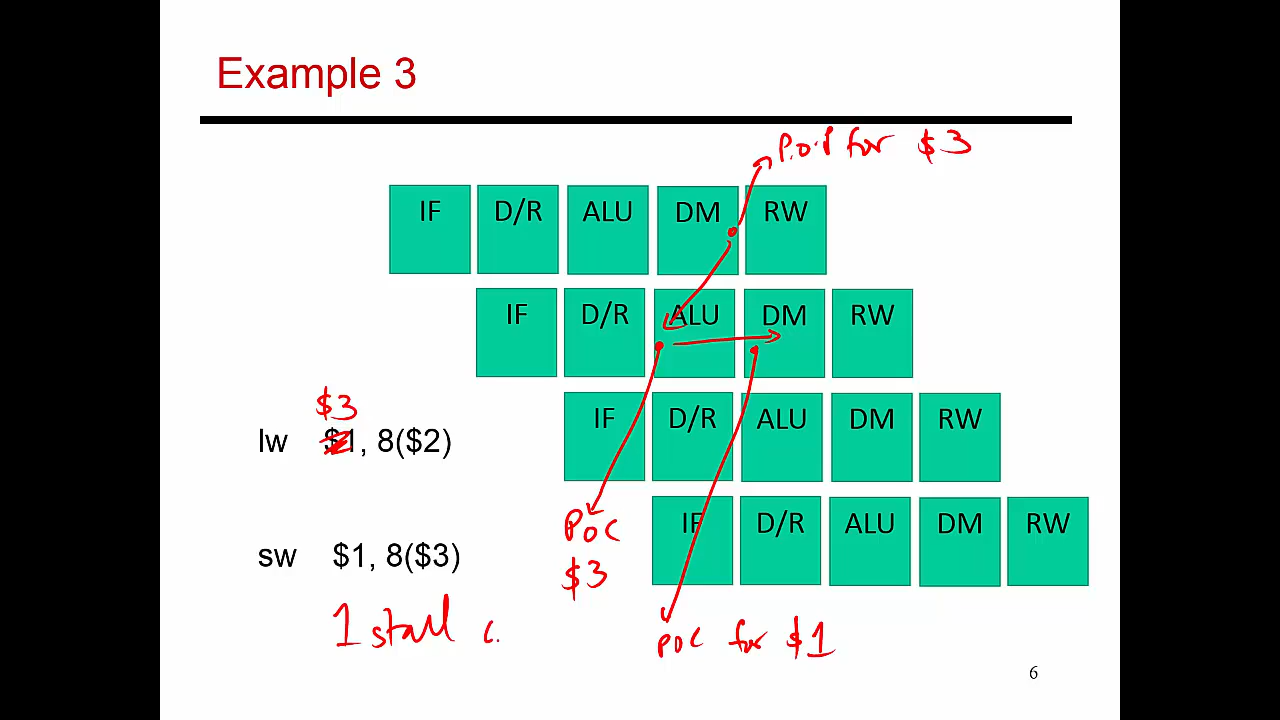 Example 3
P.O.P for $3
IF D/R ALU DM RW
IF D/R ALU DM RW
$3
IF D/R ALU DM RW
lw $1, 8($2)
IF D/R ALU DM RW
POC
$3
sw $1, 8($3)
1 stall c.
POC for $1
6